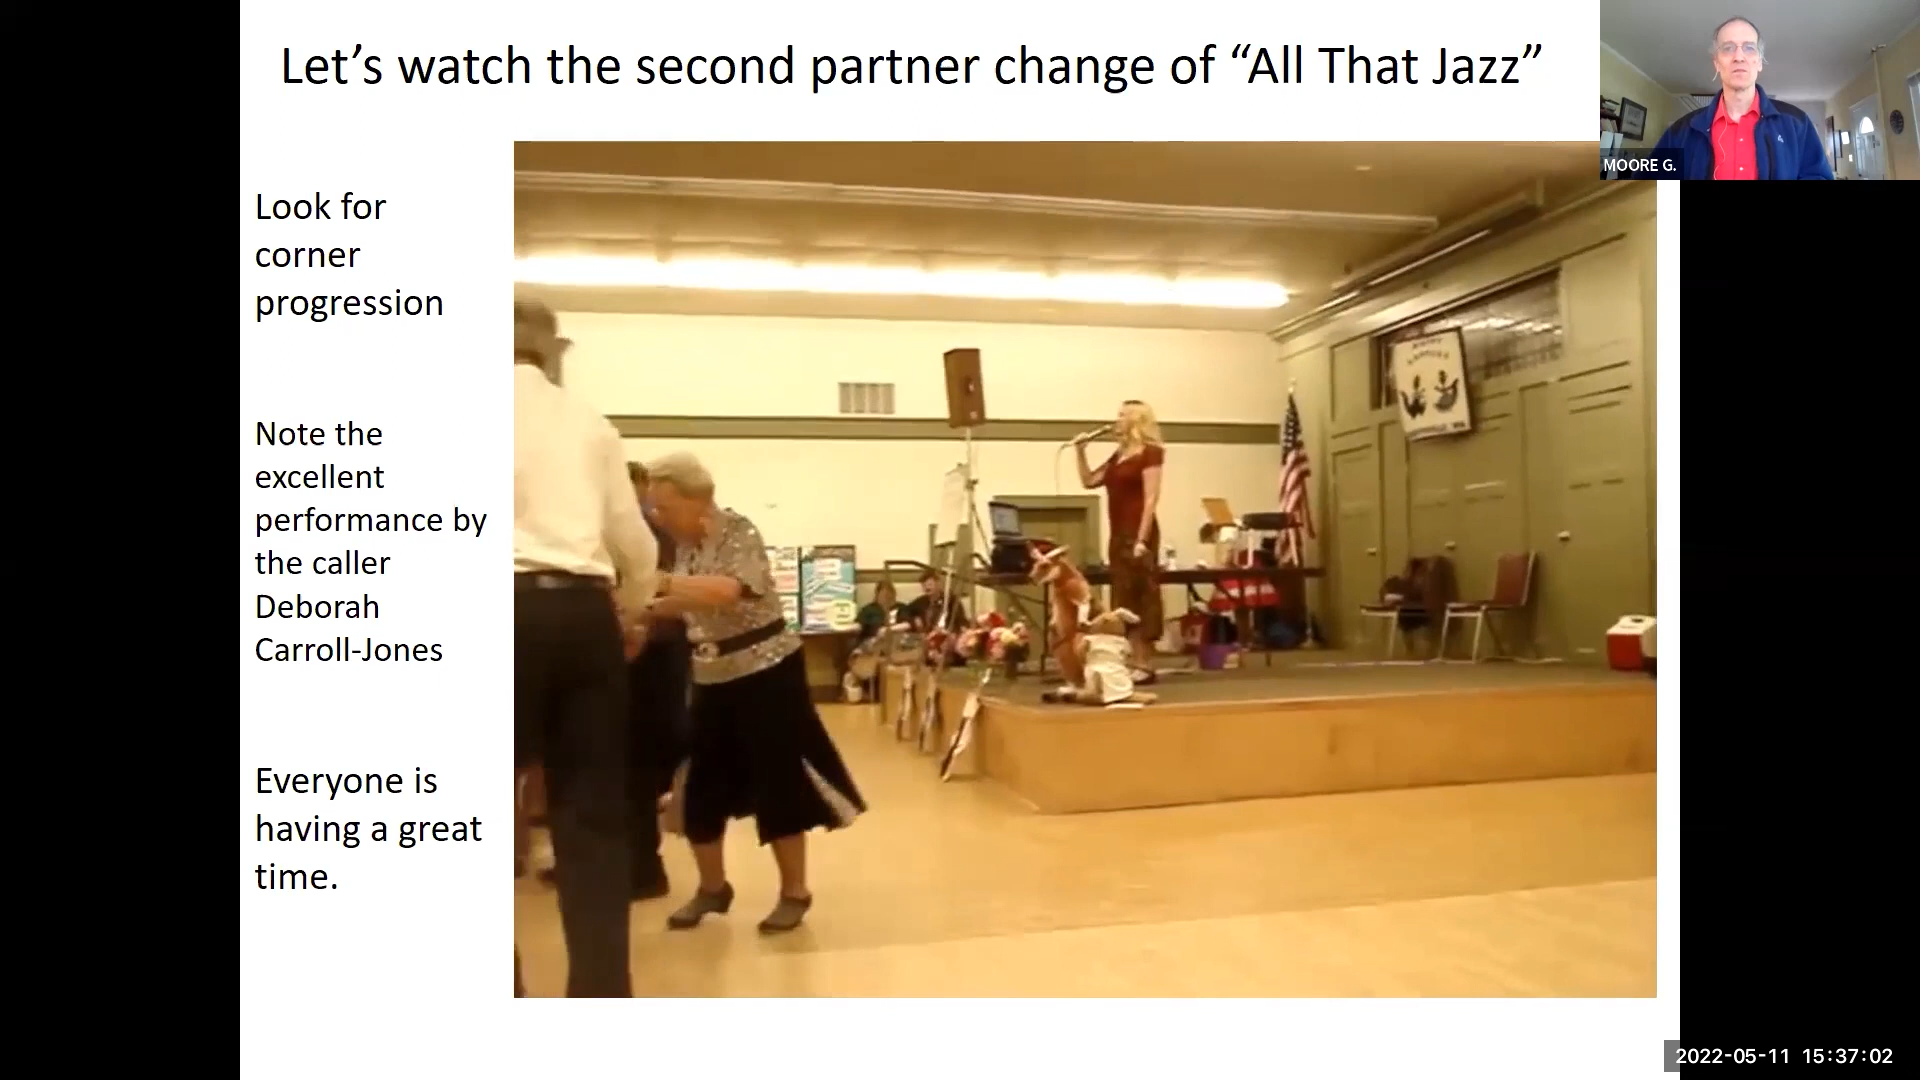 Let’s watch the second partner change of “All That Jazz”
MOORE G.
Look for
corner
progression
Note the
excellent
performance by
the caller
Deborah
Carroll-Jones
Everyone is
having a great
time.
2022-05-11 15:37:02